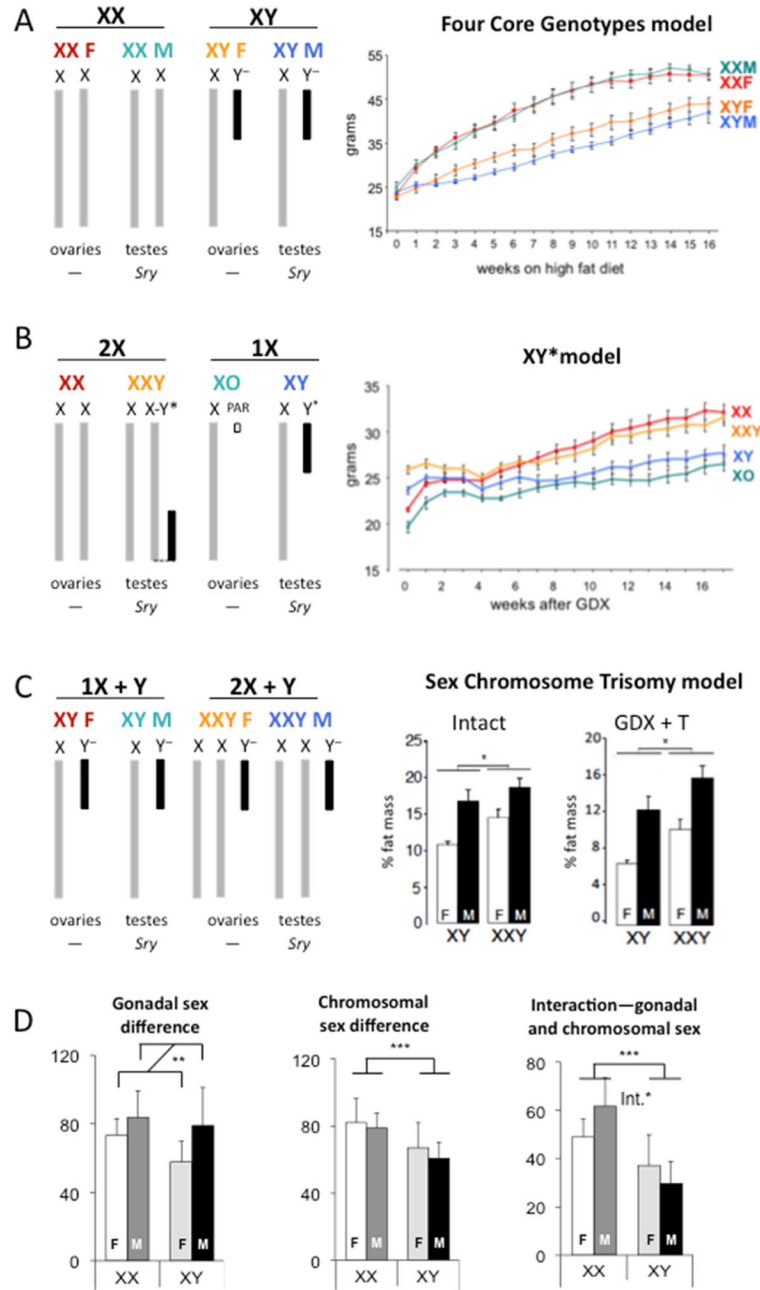 A
XX
XY
XX F
XX M
XY F
XY M
X X
X X
X Y–
X Y–
ovaries
testes
ovaries
testes
—
Sry
—
Sry
Four Core Genotypes model
grams
55
45
35
25
15
0 1 2 3 4 5 6 7 8 9 10 11 12 13 14 15 16
weeks on high fat diet
XXM
XXF
XYF
XYM
B
2X
1X
XX
XXY
XO
XY
X X
X X-Y*
X PAR
X Y*
ovaries
testes
ovaries
testes
—
Sry
—
Sry
XY*model
grams
35
30
25
20
15
0 2 4 6 8 10 12 14 16
weeks after GDX
XX
XXY
XY
XO
C
1X + Y
2X + Y
XY F
XY M
XXY F
XXY M
X Y–
X Y–
X X Y–
X X Y–
ovaries
testes
ovaries
testes
—
Sry
—
Sry
Sex Chromosome Trisomy model
Intact
% fat mass
25
20
15
10
5
0
*
F M F M
XY XXY
GDX + T
% fat mass
20
16
12
8
4
0
*
F M F M
XY XXY
D
Gonadal sex
difference
120
80
40
0
**
F M F M
XX XY
Chromosomal
sex difference
120
80
40
0
***
F M F M
XX XY
Interaction—gonadal
and chromosomal sex
80
60
40
20
0
***
Int.*
F M F M
XX XY